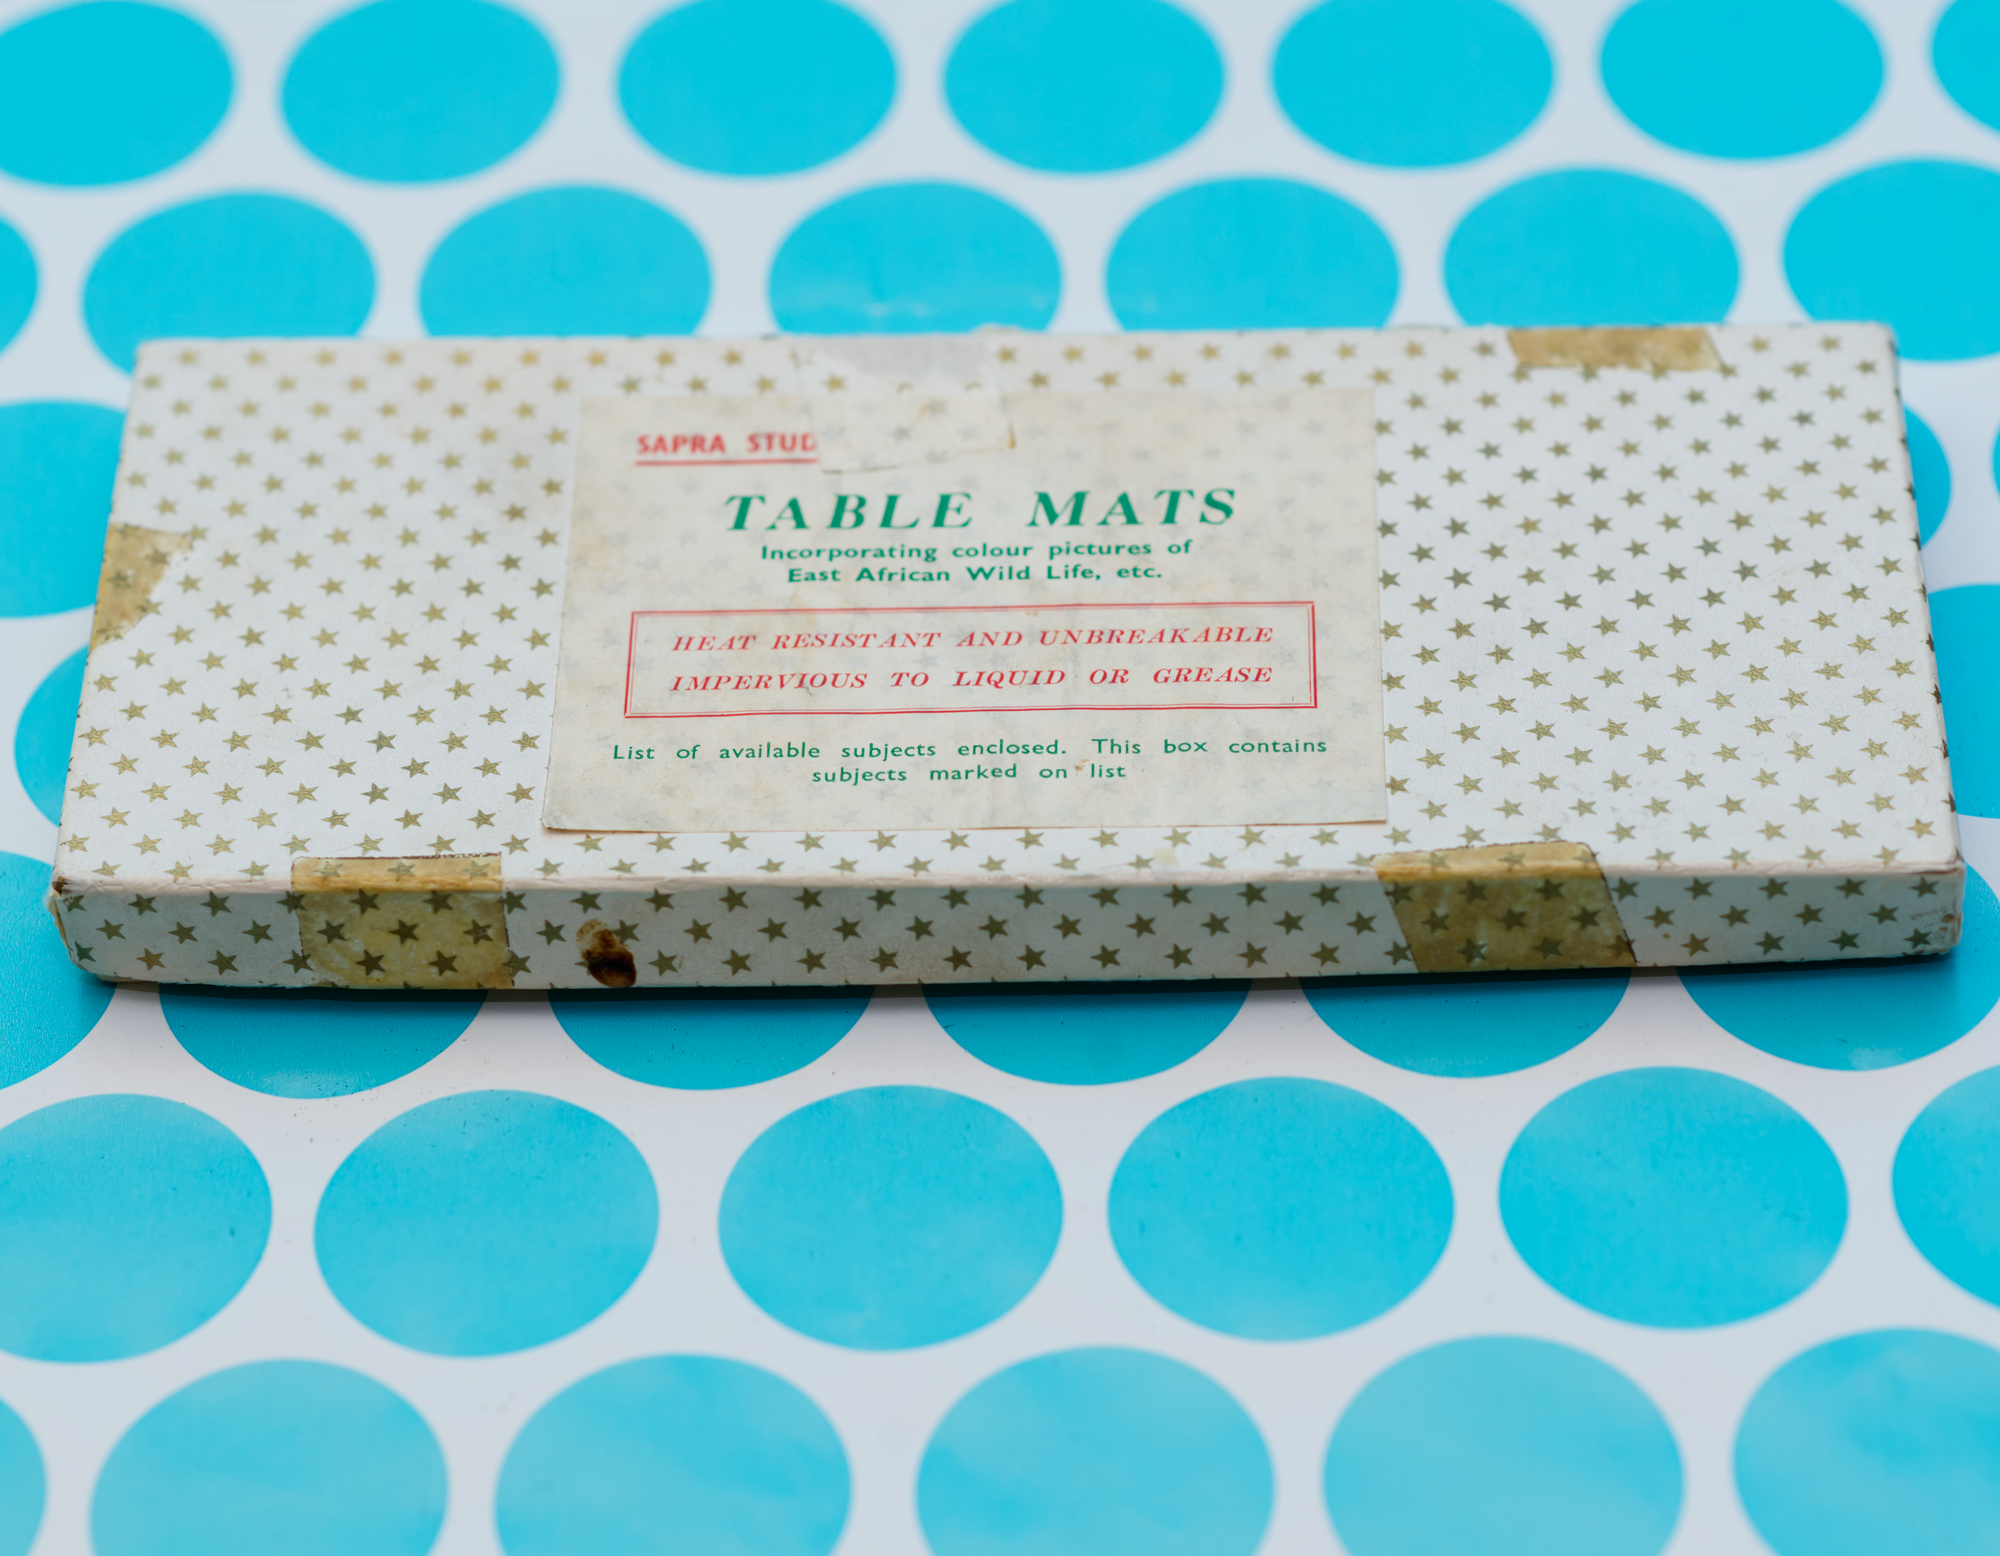 SAPRA STUD
TABLE MATS
Incorporating colour pictures of
East African Wild Life, etc.
HEAT RESISTANT AND UNBREAKABLE
IMPERVIOUS TO LIQUID OR GREASE
List of available subjects enclosed. This box contains
subjects marked on list